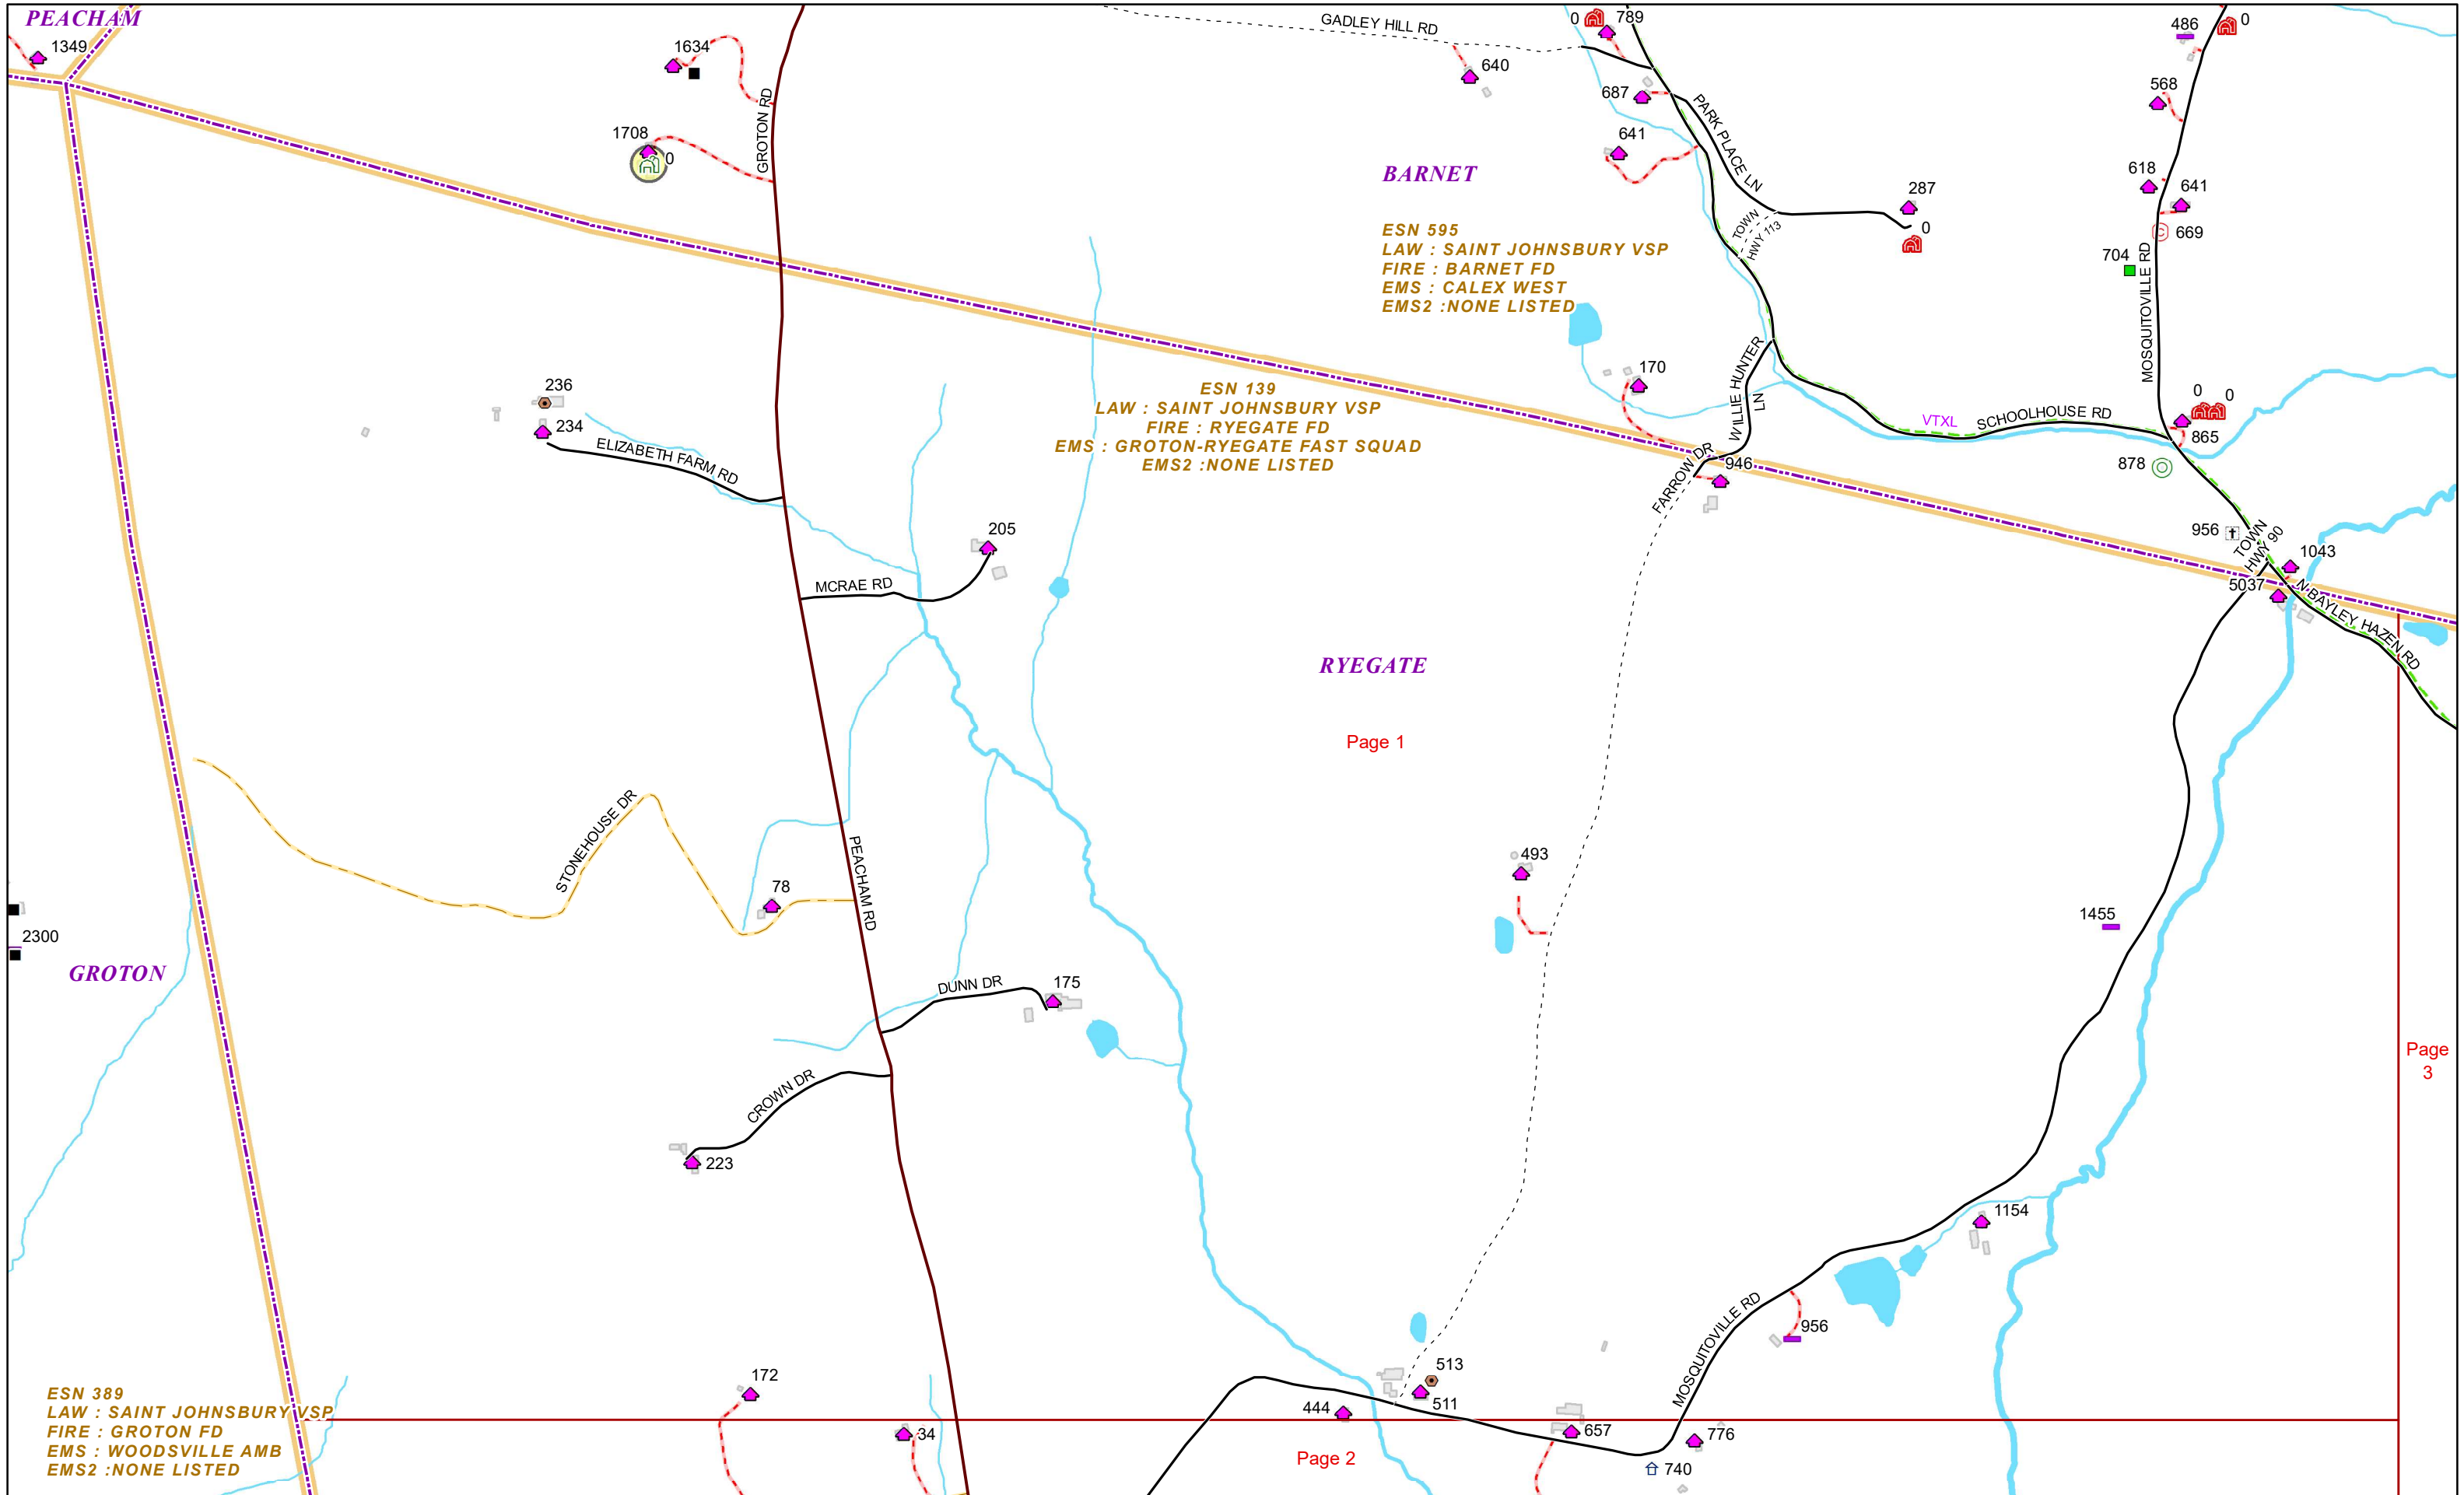 PEACHAM
1349
1634
GROTON RD
1708
0
GADLEY HILL RD
0
789
640
687
641
PARK PLACE LN
BARNET
287
0
TOWN
HWY 113
486
0
568
618
641
669
704
MOSQUITOVILLE RD
ESN 595
LAW : SAINT JOHNSBURY VSP
FIRE : BARNET FD
EMS : CALEX WEST
EMS2 :NONE LISTED
170
WILLIE HUNTER
LN
VTXL
SCHOOLHOUSE RD
0
0
865
878
FARROW DR
946
956
TOWN
HWY 90
1043
5037
N BAYLEY HAZEN RD
ESN 139
LAW : SAINT JOHNSBURY VSP
FIRE : RYEGATE FD
EMS : GROTON-RYEGATE FAST SQUAD
EMS2 :NONE LISTED
236
234
ELIZABETH FARM RD
205
MCRAE RD
RYEGATE
Page 1
STONEHOUSE DR
78
PEACHAM RD
493
1455
2300
GROTON
DUNN DR
175
CROWN DR
223
Page
3
1154
MOSQUITOVILLE RD
956
172
34
513
511
444
657
776
740
Page 2
ESN 389
LAW : SAINT JOHNSBURY VSP
FIRE : GROTON FD
EMS : WOODSVILLE AMB
EMS2 :NONE LISTED